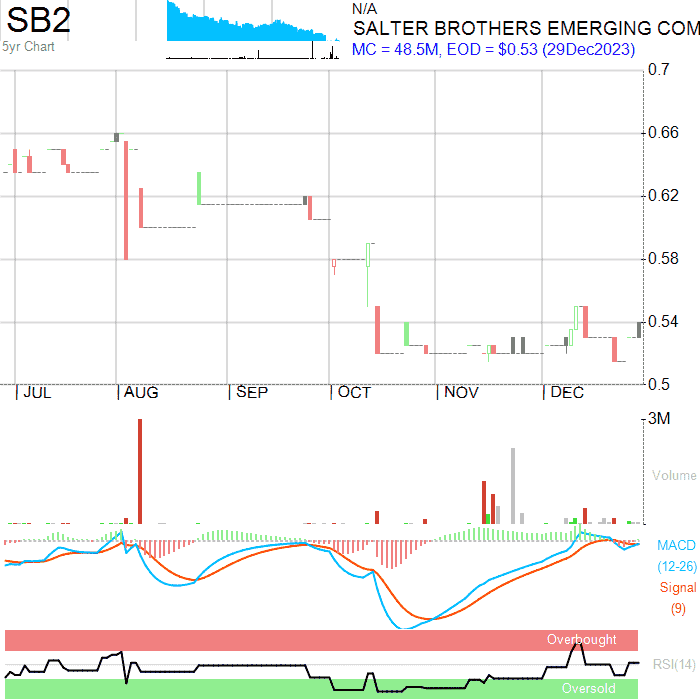 SB2
5yr Chart
N/A
SALTER BROTHERS EMERGING COM
MC = 48.5M, EOD = $0.53 (29Dec2023)
0.7
0.66
0.62
0.58
0.54
0.5
JUL AUG SEP OCT NOV DEC
3M
Volume
MACD
(12-26)
Signal
(9)
Overbought
RSI(14)
Oversold